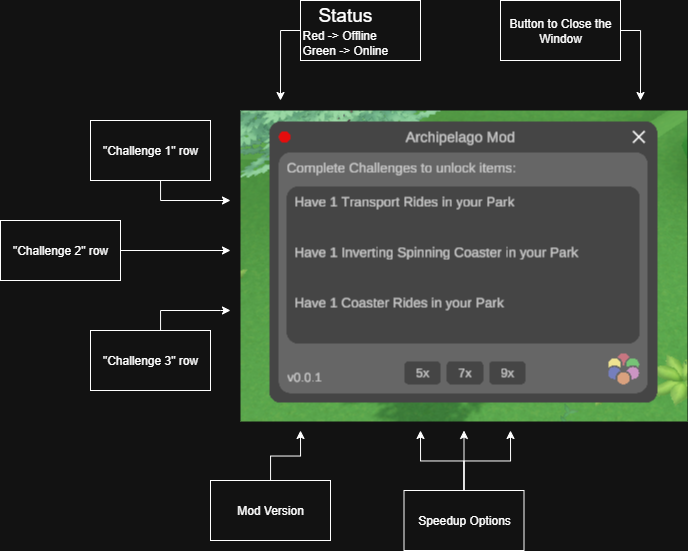 Status
Red -> Offline
Green -> Online
Button to Close the
Window
Archipelago Mod
Complete Challenges to unlock items:
"Challenge 1" row
Have 1 Transport Rides in your Park
"Challenge 2" row
Have 1 Inverting Spinning Coaster in your Park
Have 1 Coaster Rides in your Park
"Challenge 3" row
v0.0.1
5x
7x
9x
Mod Version
Speedup Options